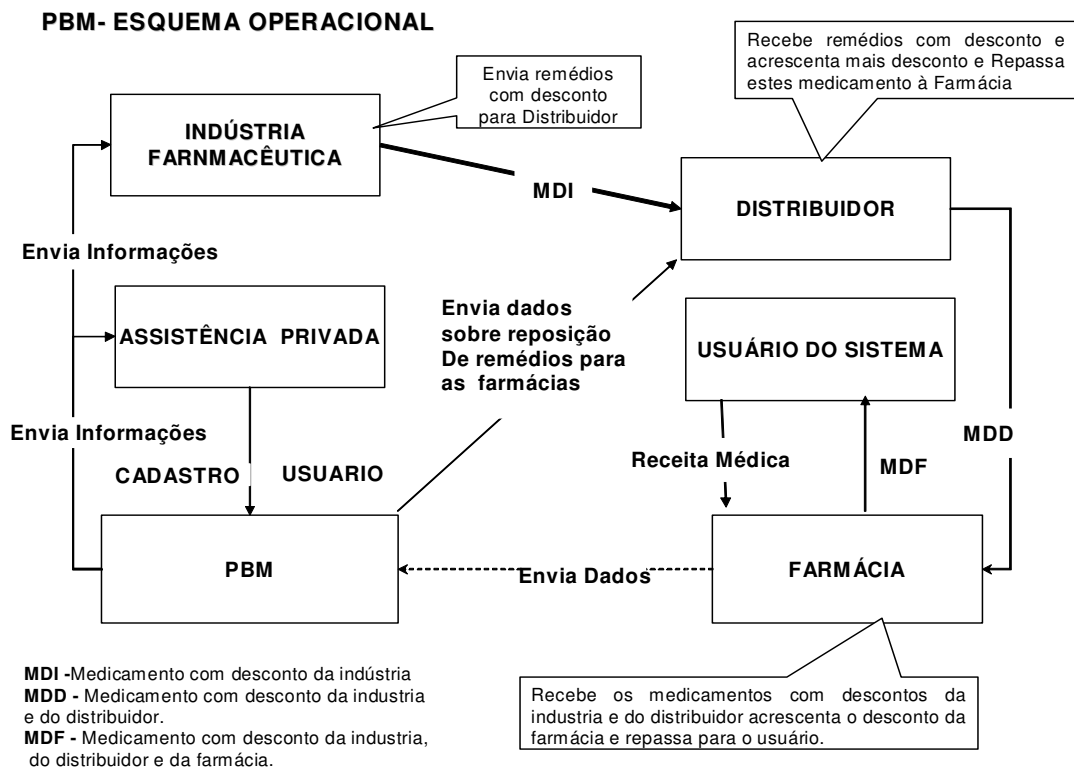 PBM- ESQUEMA OPERACIONAL
Recebe remédios com desconto e
acrescenta mais desconto e Repassa
estes medicamento à Farmácia
Envia remédios
com desconto
para Distribuidor
INDÚSTRIA
FARNMACÊUTICA
MDI
DISTRIBUIDOR
Envia Informações
ASSISTÊNCIA PRIVADA
Envia dados
sobre reposição
De remédios para
as farmácias
USUÁRIO DO SISTEMA
Envia Informações
CADASTRO USUARIO
Receita Médica
MDF
MDD
PBM
Envia Dados
FARMÁCIA
MDI -Medicamento com desconto da indústria
MDD - Medicamento com desconto da industria
e do distribuidor.
MDF - Medicamento com desconto da industria,
do distribuidor e da farmácia.
Recebe os medicamentos com descontos da
industria e do distribuidor acrescenta o desconto da
farmácia e repassa para o usuário.